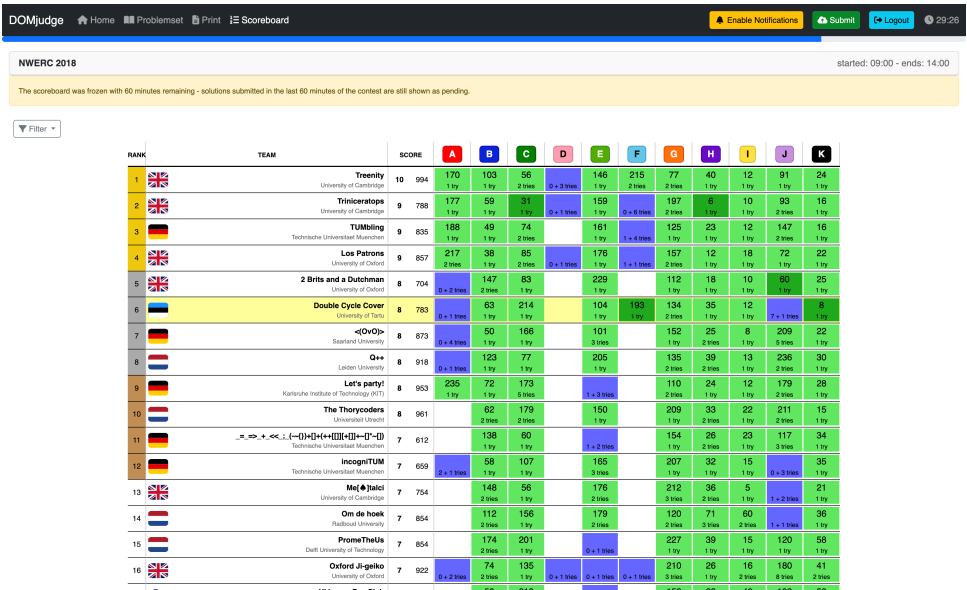 DOMjudge Home Problemset Print Scoreboard Enable Notifications Submit Logout 29:26
NWERC 2018 started: 09:00 - ends: 14:00
The scoreboard was frozen with 60 minutes remaining - solutions submitted in the last 60 minutes of the contest are still shown as pending.
Filter
RANK TEAM SCORE A B C D E F G H I J K
1 Treenity 10 994 170 103 56 146 215 77 40 12 91 24
University of Cambridge 1 try 1 try 2 tries 0 + 3 tries 1 try 2 tries 2 tries 1 try 1 try 1 try 1 try
2 Triniceratops 9 788 177 59 31 159 197 6 10 93 16
University of Cambridge 1 try 1 try 1 try 0 + 1 tries 1 try 0 + 6 tries 2 tries 1 try 1 try 2 tries 1 try
3 TUMbling 9 835 188 49 74 161 125 23 12 147 16
Technische Universitaet Muenchen 1 try 1 try 2 tries 1 try 1 + 4 tries 1 try 1 try 1 try 2 tries 1 try
4 Los Patrons 9 857 217 38 85 176 157 12 18 72 22
University of Oxford 2 tries 1 try 2 tries 0 + 1 tries 1 try 1 + 1 tries 2 tries 1 try 1 try 1 try 1 try
5 2 Brits and a Dutchman 8 704 147 83 229 112 18 10 60 25
University of Oxford 0 + 2 tries 2 tries 1 try 1 try 1 try 1 try 1 try 1 try 1 try
6 Double Cycle Cover 8 783 63 214 104 193 134 35 12 8
University of Tartu 0 + 1 tries 1 try 1 try 1 try 1 try 2 tries 1 try 1 try 7 + 1 tries 1 try
7 <(OvO)> 8 873 50 166 101 152 25 8 209 22
Saarland University 0 + 4 tries 1 try 1 try 3 tries 1 try 2 tries 1 try 5 tries 1 try
8 Q++ 8 918 123 77 205 135 39 13 236 30
Leiden University 0 + 1 tries 1 try 1 try 1 try 2 tries 2 tries 1 try 2 tries 1 try
9 Let's party! 8 953 235 72 173 110 24 12 179 28
Karlsruhe Institute of Technology (KIT) 1 try 1 try 5 tries 1 + 3 tries 2 tries 1 try 1 try 2 tries 1 try
10 The Thorycoders 8 961 62 179 150 209 33 22 211 15
Universiteit Utrecht 2 tries 2 tries 1 try 1 try 2 tries 1 try 2 tries 1 try
11 7 612 138 60 154 26 23 117 34
Technische Universitaet Muenchen 1 try 1 try 1 + 2 tries 2 tries 1 try 1 try 3 tries 1 try
12 incogniTUM 7 659 58 107 165 207 32 15 35
Technische Universitaet Muenchen 2 + 1 tries 1 try 1 try 3 tries 1 try 1 try 1 try 0 + 3 tries 1 try
13 Me[♠]talci 7 754 148 56 176 212 36 5 21
University of Cambridge 2 tries 1 try 2 tries 3 tries 2 tries 1 try 1 + 2 tries 1 try
14 Om de hoek 7 854 112 156 179 120 71 60 36
Radboud University 2 tries 1 try 2 tries 2 tries 3 tries 2 tries 1 + 1 tries 1 try
15 PromeTheUs 7 854 174 201 227 39 15 120 58
Delft University of Technology 2 tries 1 try 0 + 1 tries 1 try 1 try 1 try 1 try 1 try
16 Oxford Ji-geiko 7 922 74 135 210 26 16 180 41
University of Oxford 0 + 2 tries 2 tries 1 try 0 + 1 tries 0 + 1 tries 0 + 1 tries 3 tries 1 try 2 tries 8 tries 2 tries